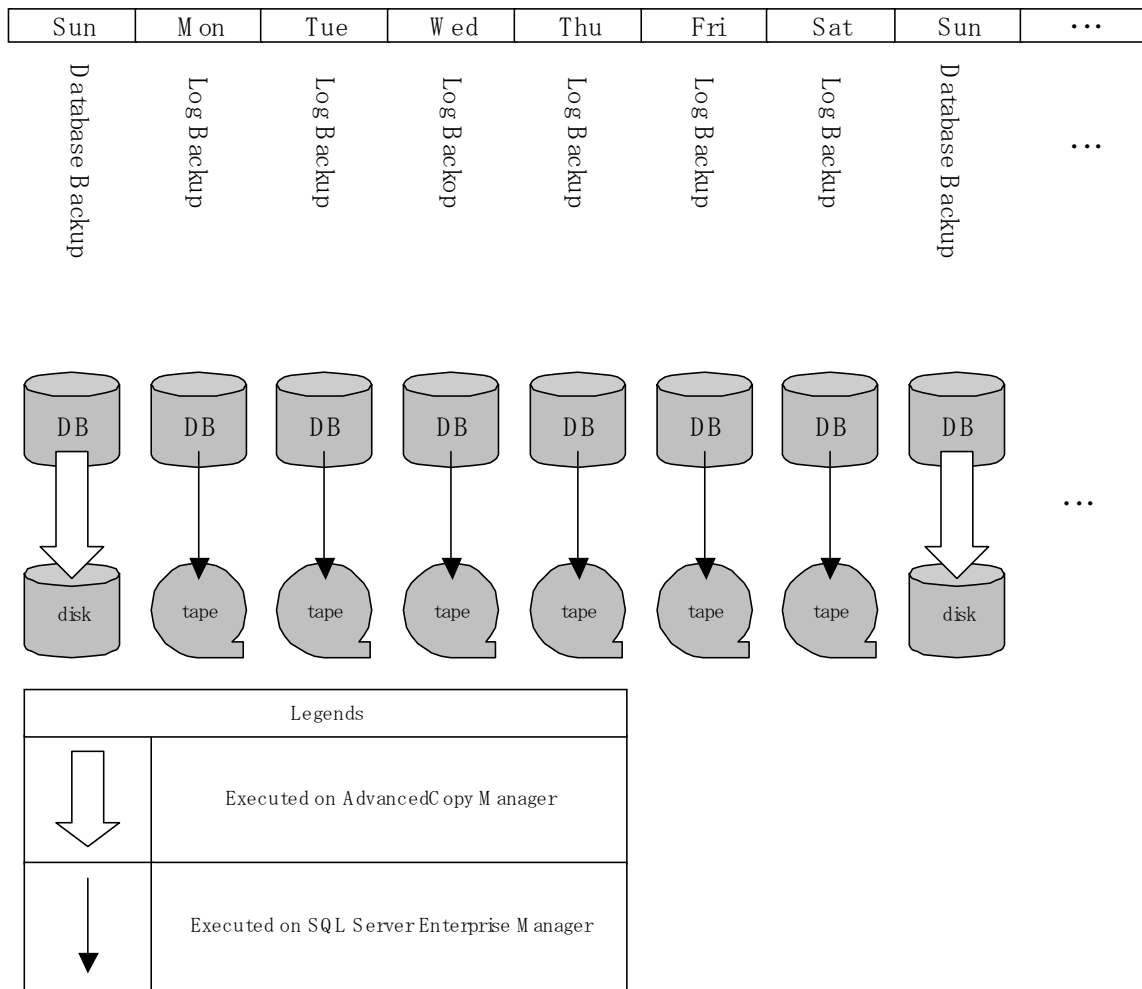 Sun Mon Tue Wed Thu Fri Sat Sun ...
Database Backup
Log Backup
Log Backup
Log Backop
Log Backup
Log Backup
Log Backup
Database Backup
...
DB DB DB DB DB DB DB DB
...
disk tape tape tape tape tape tape disk
Legends
Executed on AdvancedCopy Manager
Executed on SQL Server Enterprise Manager